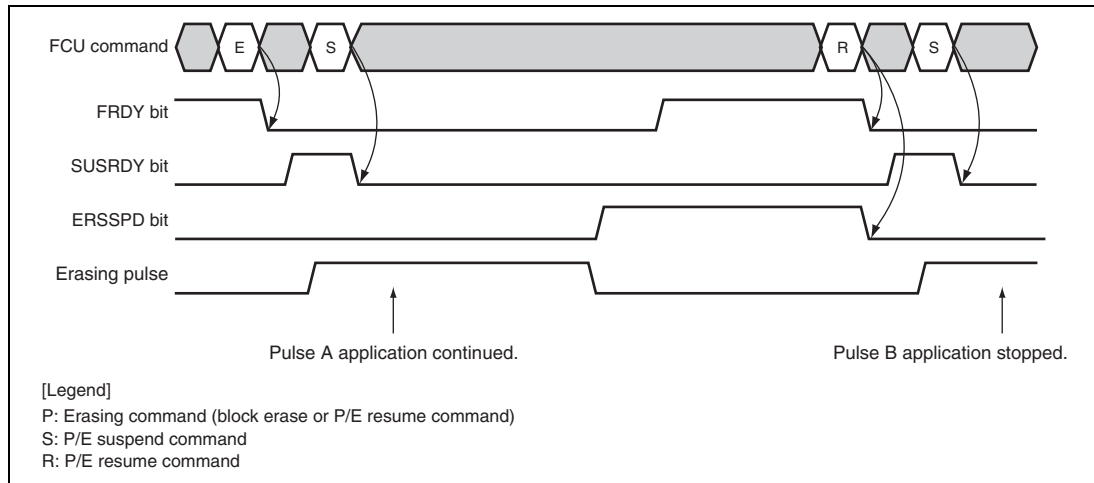 FCU command
E
S
R
S
FRDY bit
SUSRDY bit
ERSSPD bit
Erasing pulse
Pulse A application continued.
Pulse B application stopped.
[Legend]
P: Erasing command (block erase or P/E resume command)
S: P/E suspend command
R: P/E resume command